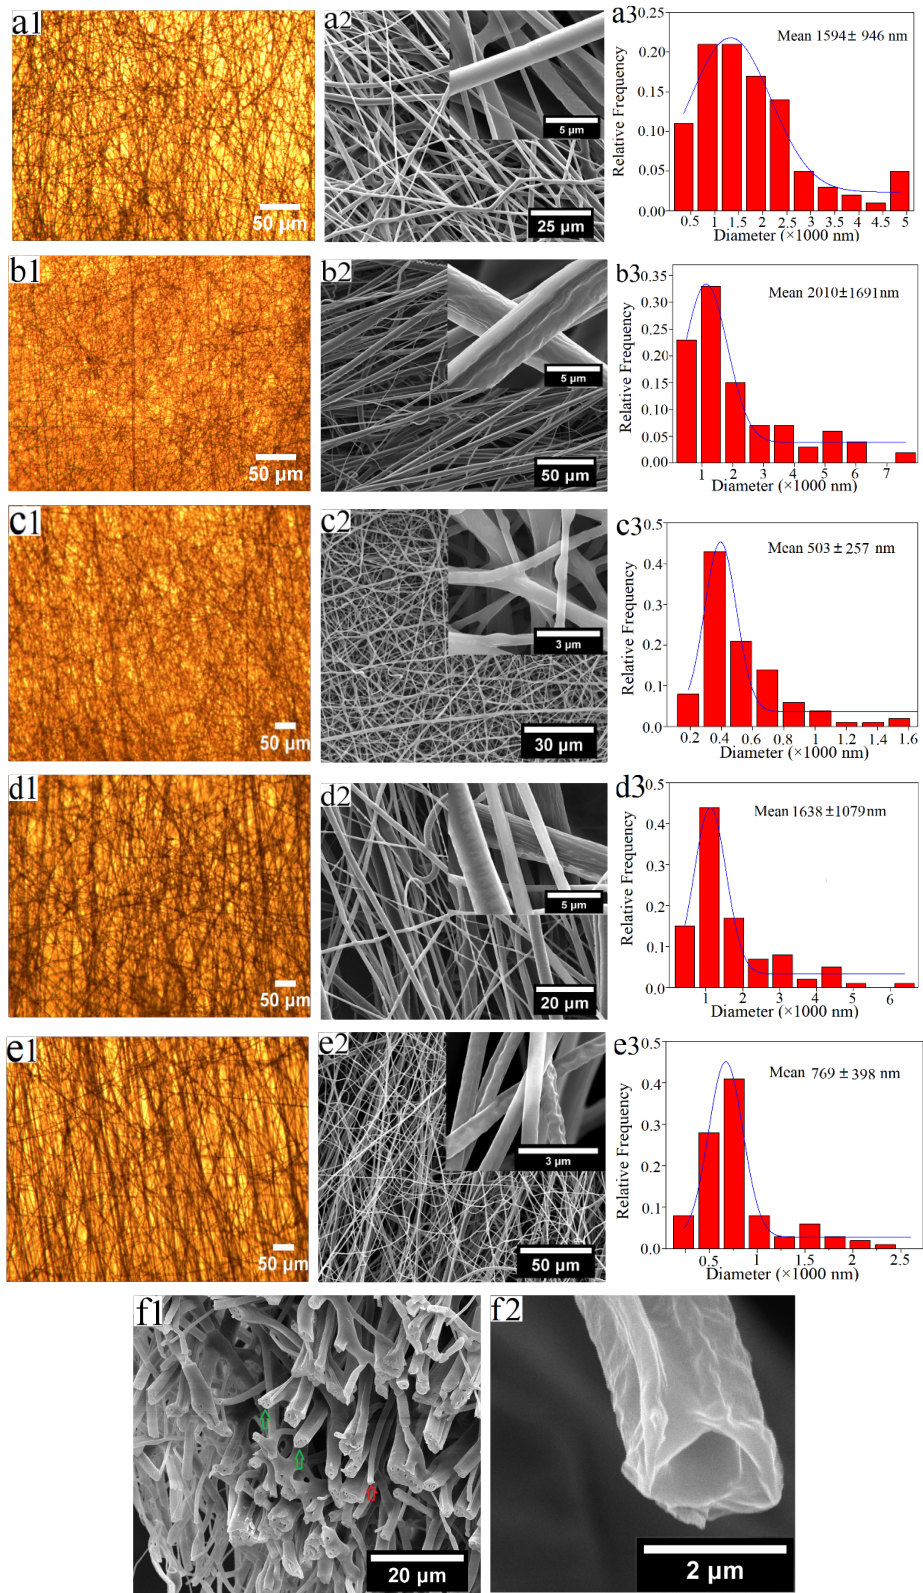 a1
50 μm
a2
5 μm
25 μm
a3
Mean 1594± 946 nm
Relative Frequency
0.25
0.20
0.15
0.10
0.05
0.00
0.5 1 1.5 2 2.5 3 3.5 4 4.5 5
Diameter (×1000 nm)
b1
50 μm
b2
5 μm
50 μm
b3
Mean 2010±1691nm
Relative Frequency
0.35
0.30
0.25
0.20
0.15
0.10
0.05
0.00
1 2 3 4 5 6 7
Diameter (×1000 nm)
c1
50 μm
c2
3 μm
30 μm
c3
Mean 503± 257 nm
Relative Frequency
0.5
0.4
0.3
0.2
0.1
0.0
0.2 0.4 0.6 0.8 1 1.2 1.4 1.6
Diameter (×1000 nm)
d1
50 μm
d2
5 μm
20 μm
d3
Mean 1638 ±1079nm
Relative Frequency
0.5
0.4
0.3
0.2
0.1
0.0
1 2 3 4 5 6
Diameter (×1000 nm)
e1
50 μm
e2
3 μm
50 μm
e3
Mean 769 ± 398 nm
Relative Frequency
0.5
0.4
0.3
0.2
0.1
0.0
0.5 1 1.5 2 2.5
Diameter (×1000 nm)
f1
20 μm
f2
2 μm